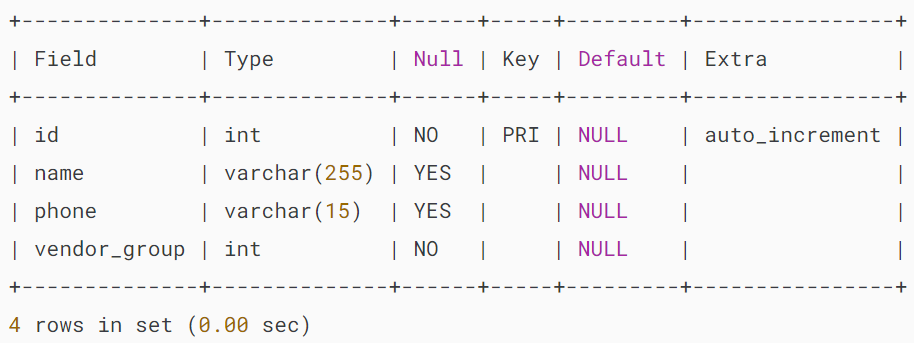 +--------------+--------------+------+-----+---------+----------------+
| Field        | Type         | Null | Key | Default | Extra          |
+--------------+--------------+------+-----+---------+----------------+
| id           | int          | NO   | PRI | NULL    | auto_increment |
| name         | varchar(255) | YES  |     | NULL    |                |
| phone        | varchar(15)  | YES  |     | NULL    |                |
| vendor_group | int          | NO   |     | NULL    |                |
+--------------+--------------+------+-----+---------+----------------+
4 rows in set (0.00 sec)